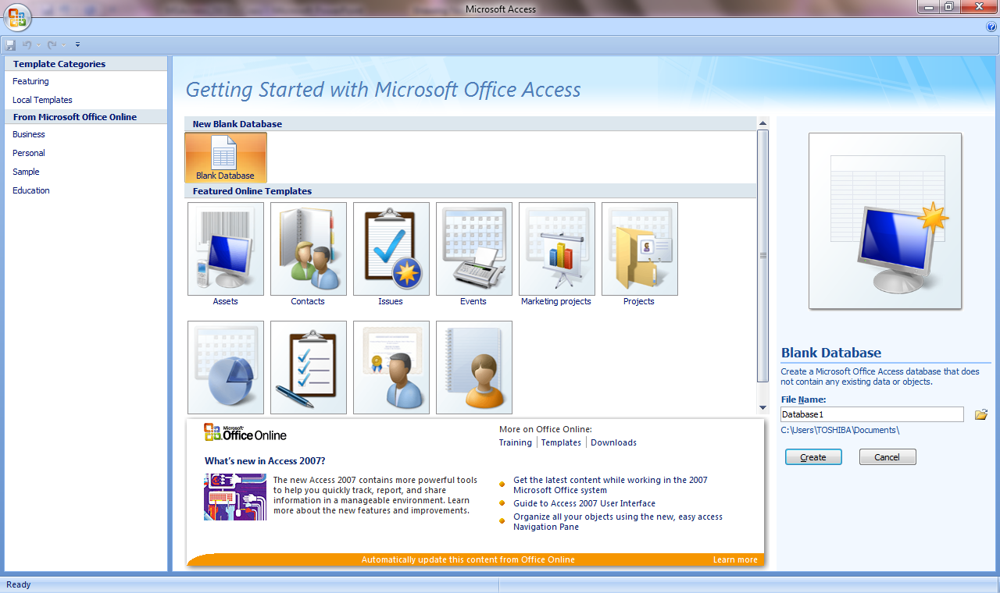 Microsoft Access
Template Categories
Featuring
Local Templates
From Microsoft Office Online
Business
Personal
Sample
Education
Getting Started with Microsoft Office Access
New Blank Database
Blank Database
Featured Online Templates
Assets
Contacts
Issues
Events
Marketing projects
Projects
Microsoft
Office Online
More on Office Online:
Training | Templates | Downloads
What's new in Access 2007?
The new Access 2007 contains more powerful tools
to help you quickly track, report, and share
information in a manageable environment. Learn
more about the new features and improvements.
Get the latest content while working in the 2007
Microsoft Office system
Guide to Access 2007 User Interface
Organize all your objects using the new, easy access
Navigation Pane
Automatically update this content from Office Online
Learn more
Blank Database
Create a Microsoft Office Access database that does
not contain any existing data or objects.
File Name:
Database1
C:\Users\TOSHIBA\Documents\
Create
Cancel
Ready